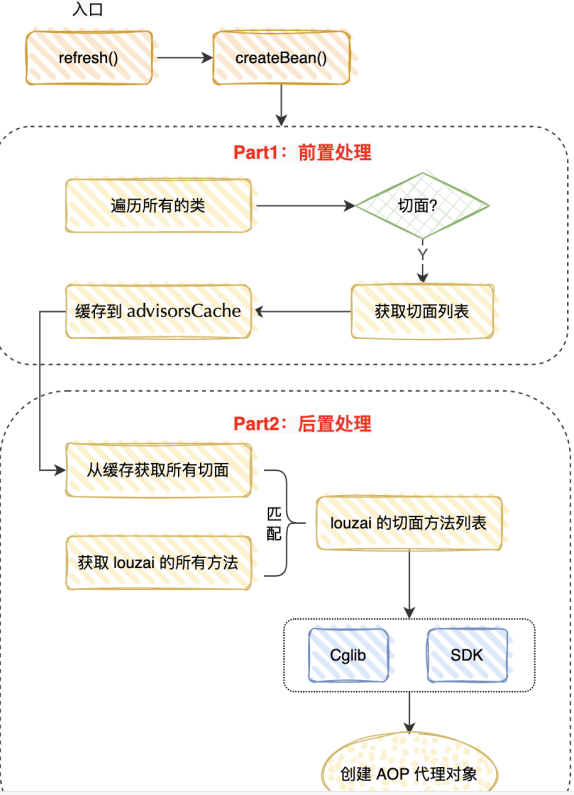 入口
refresh()
createBean()
Part1：前置处理
遍历所有的类
切面?
Y
缓存到 advisorsCache
获取切面列表
Part2：后置处理
从缓存获取所有切面
匹
配
louzai 的切面方法列表
获取 louzai 的所有方法
Cglib
SDK
创建 AOP 代理对象